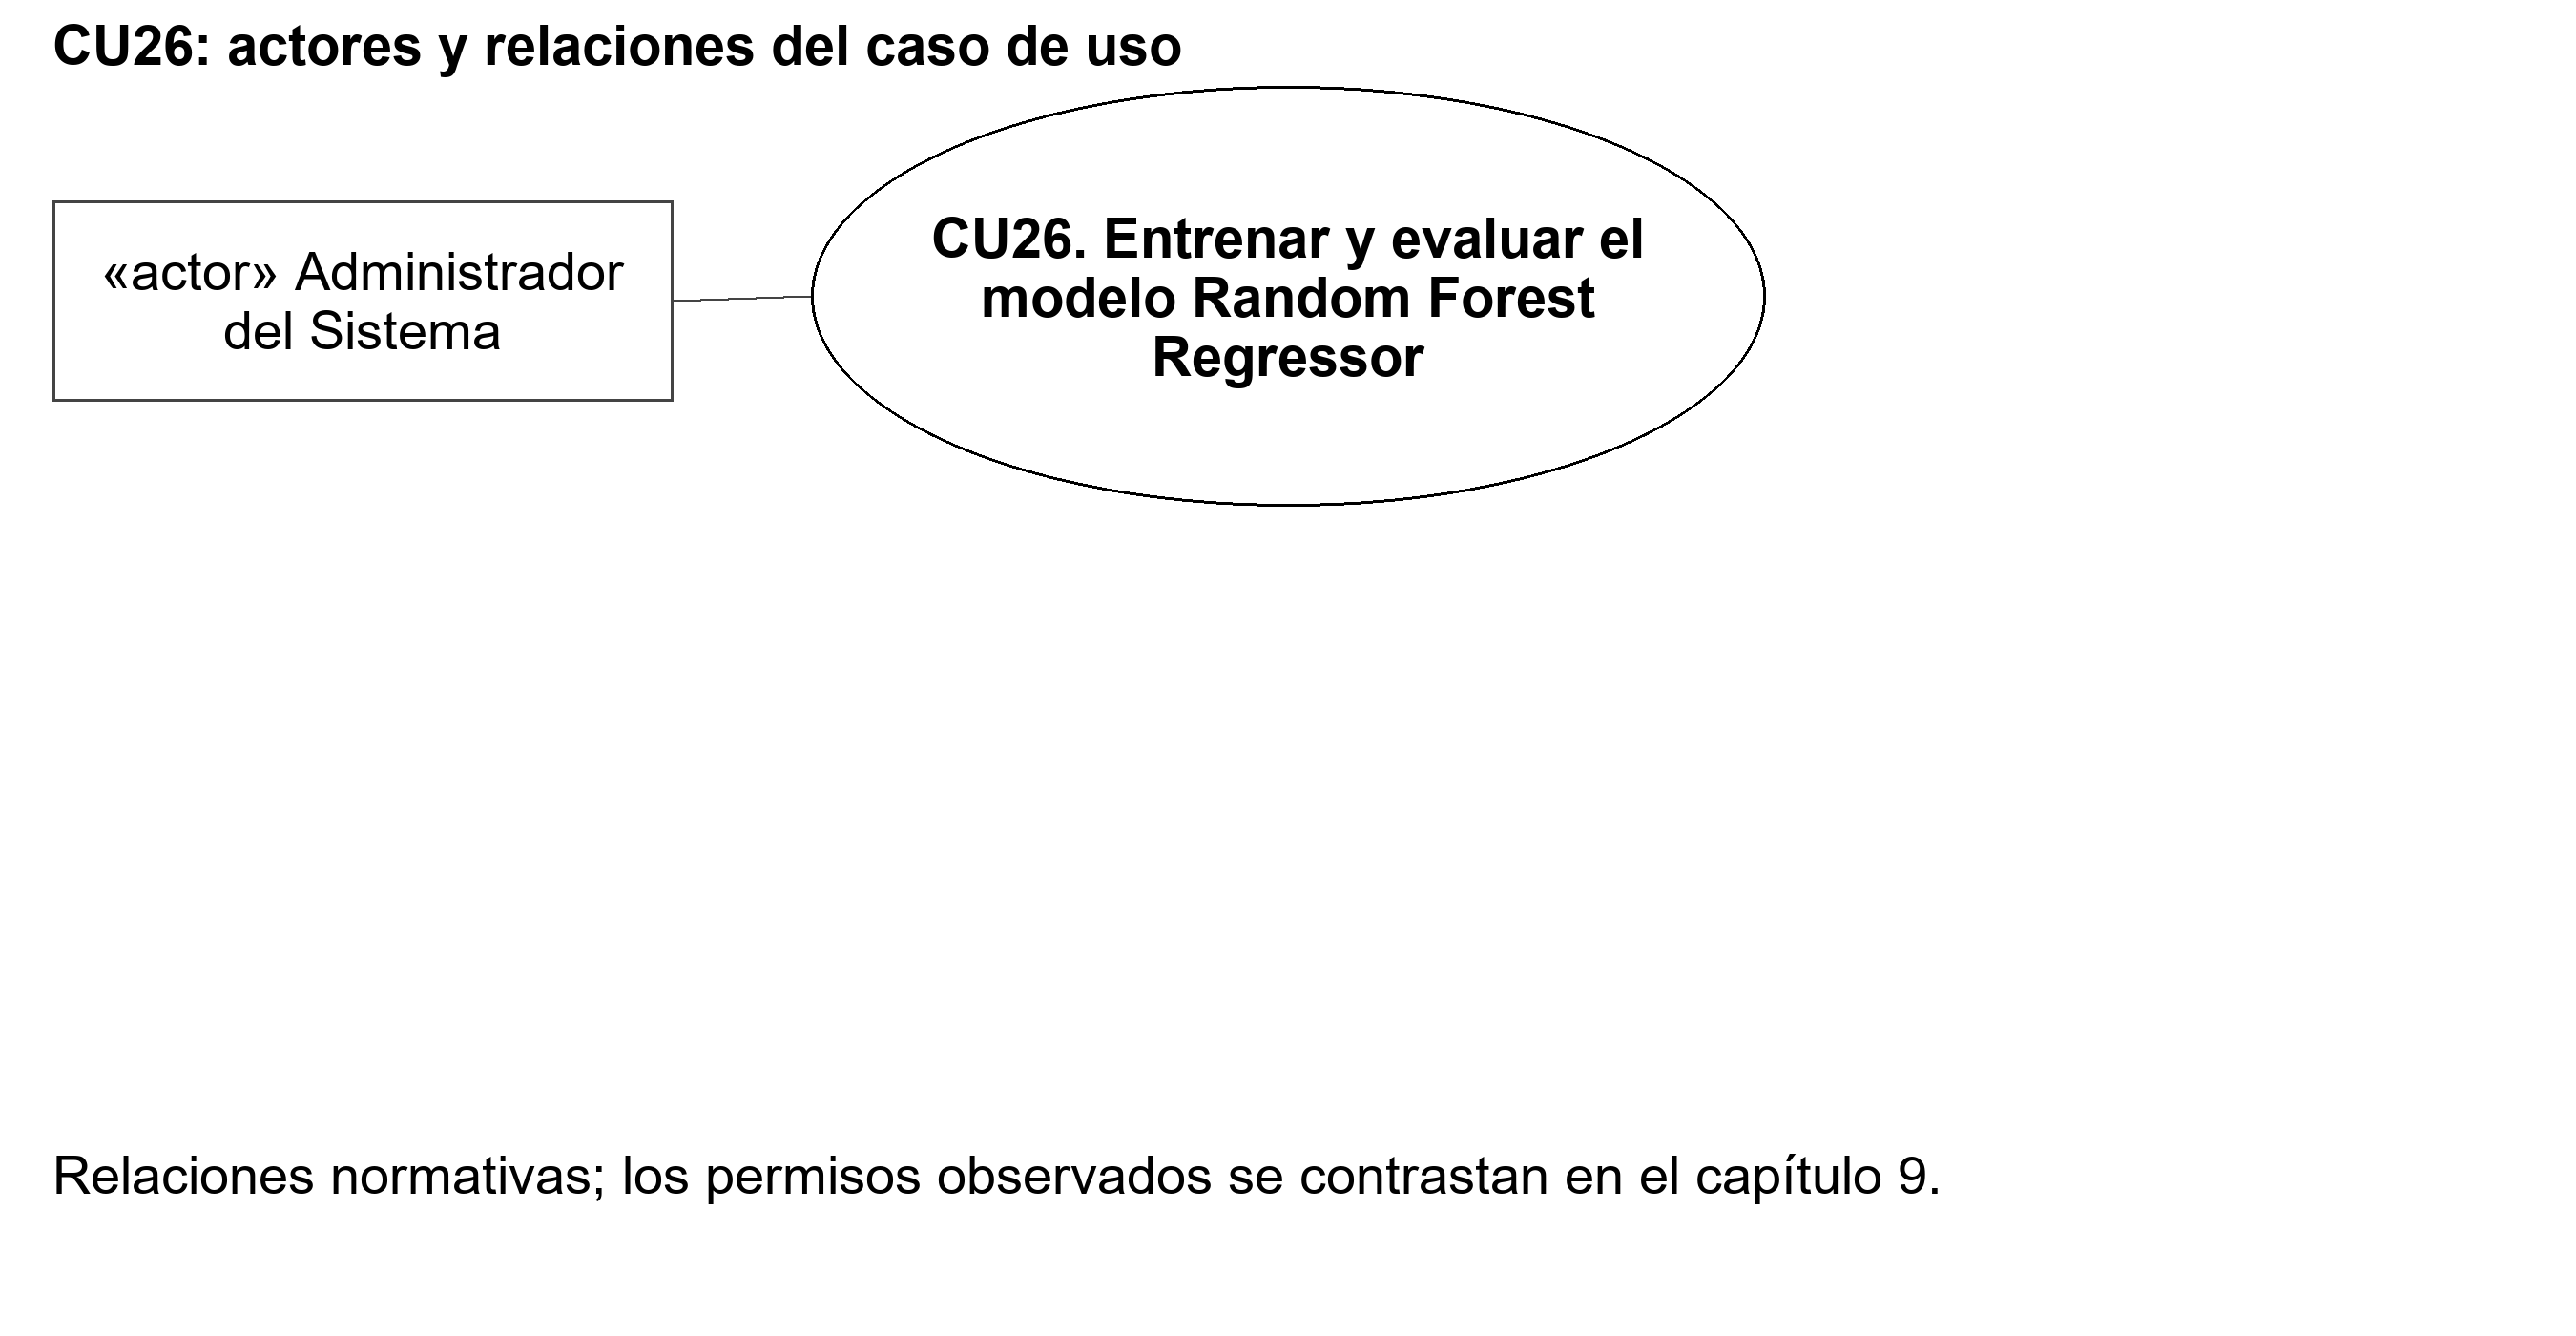 CU26: actores y relaciones del caso de uso
«actor» Administrador
del Sistema
CU26. Entrenar y evaluar el
modelo Random Forest
Regressor
Relaciones normativas; los permisos observados se contrastan en el capítulo 9.